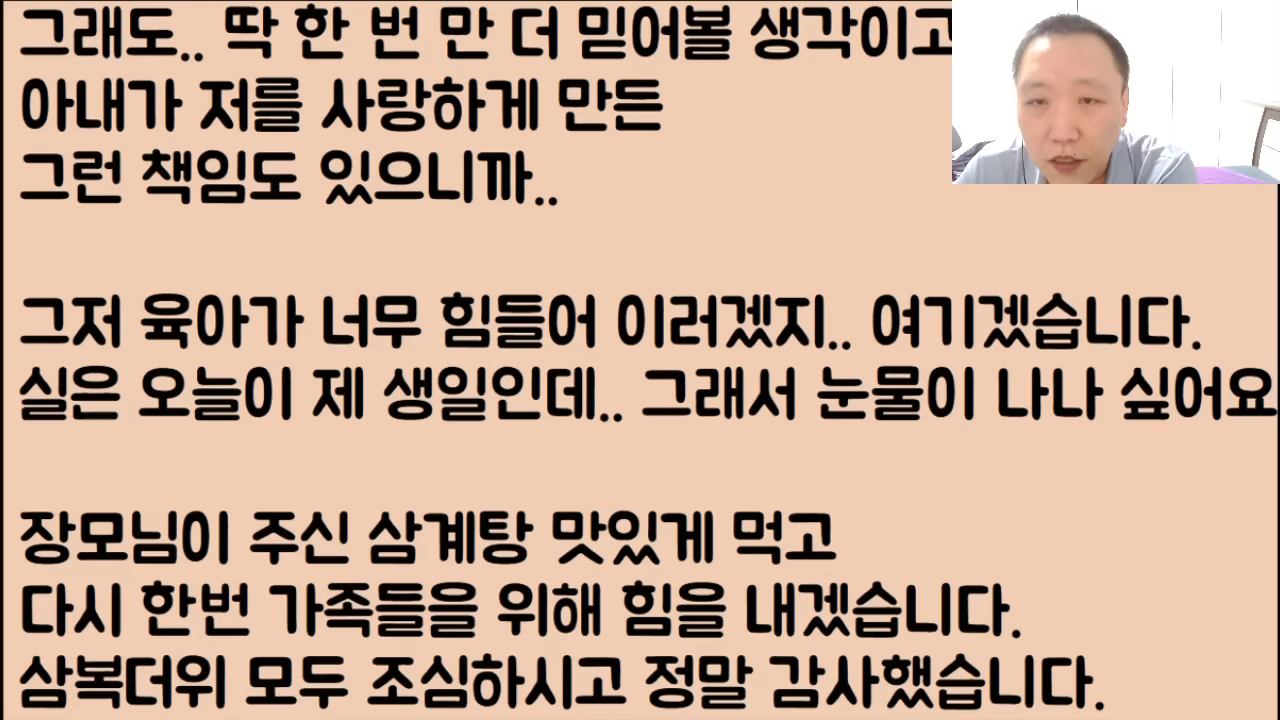 그래도.. 딱 한 번 만 더 믿어볼 생각이고
아내가 저를 사랑하게 만든
그런 책임도 있으니까..
그저 육아가 너무 힘들어 이러겠지.. 여기겠습니다.
실은 오늘이 제 생일인데.. 그래서 눈물이 나나 싶어요
장모님이 주신 삼계탕 맛있게 먹고
다시 한번 가족들을 위해 힘을 내겠습니다.
삼복더위 모두 조심하시고 정말 감사했습니다.